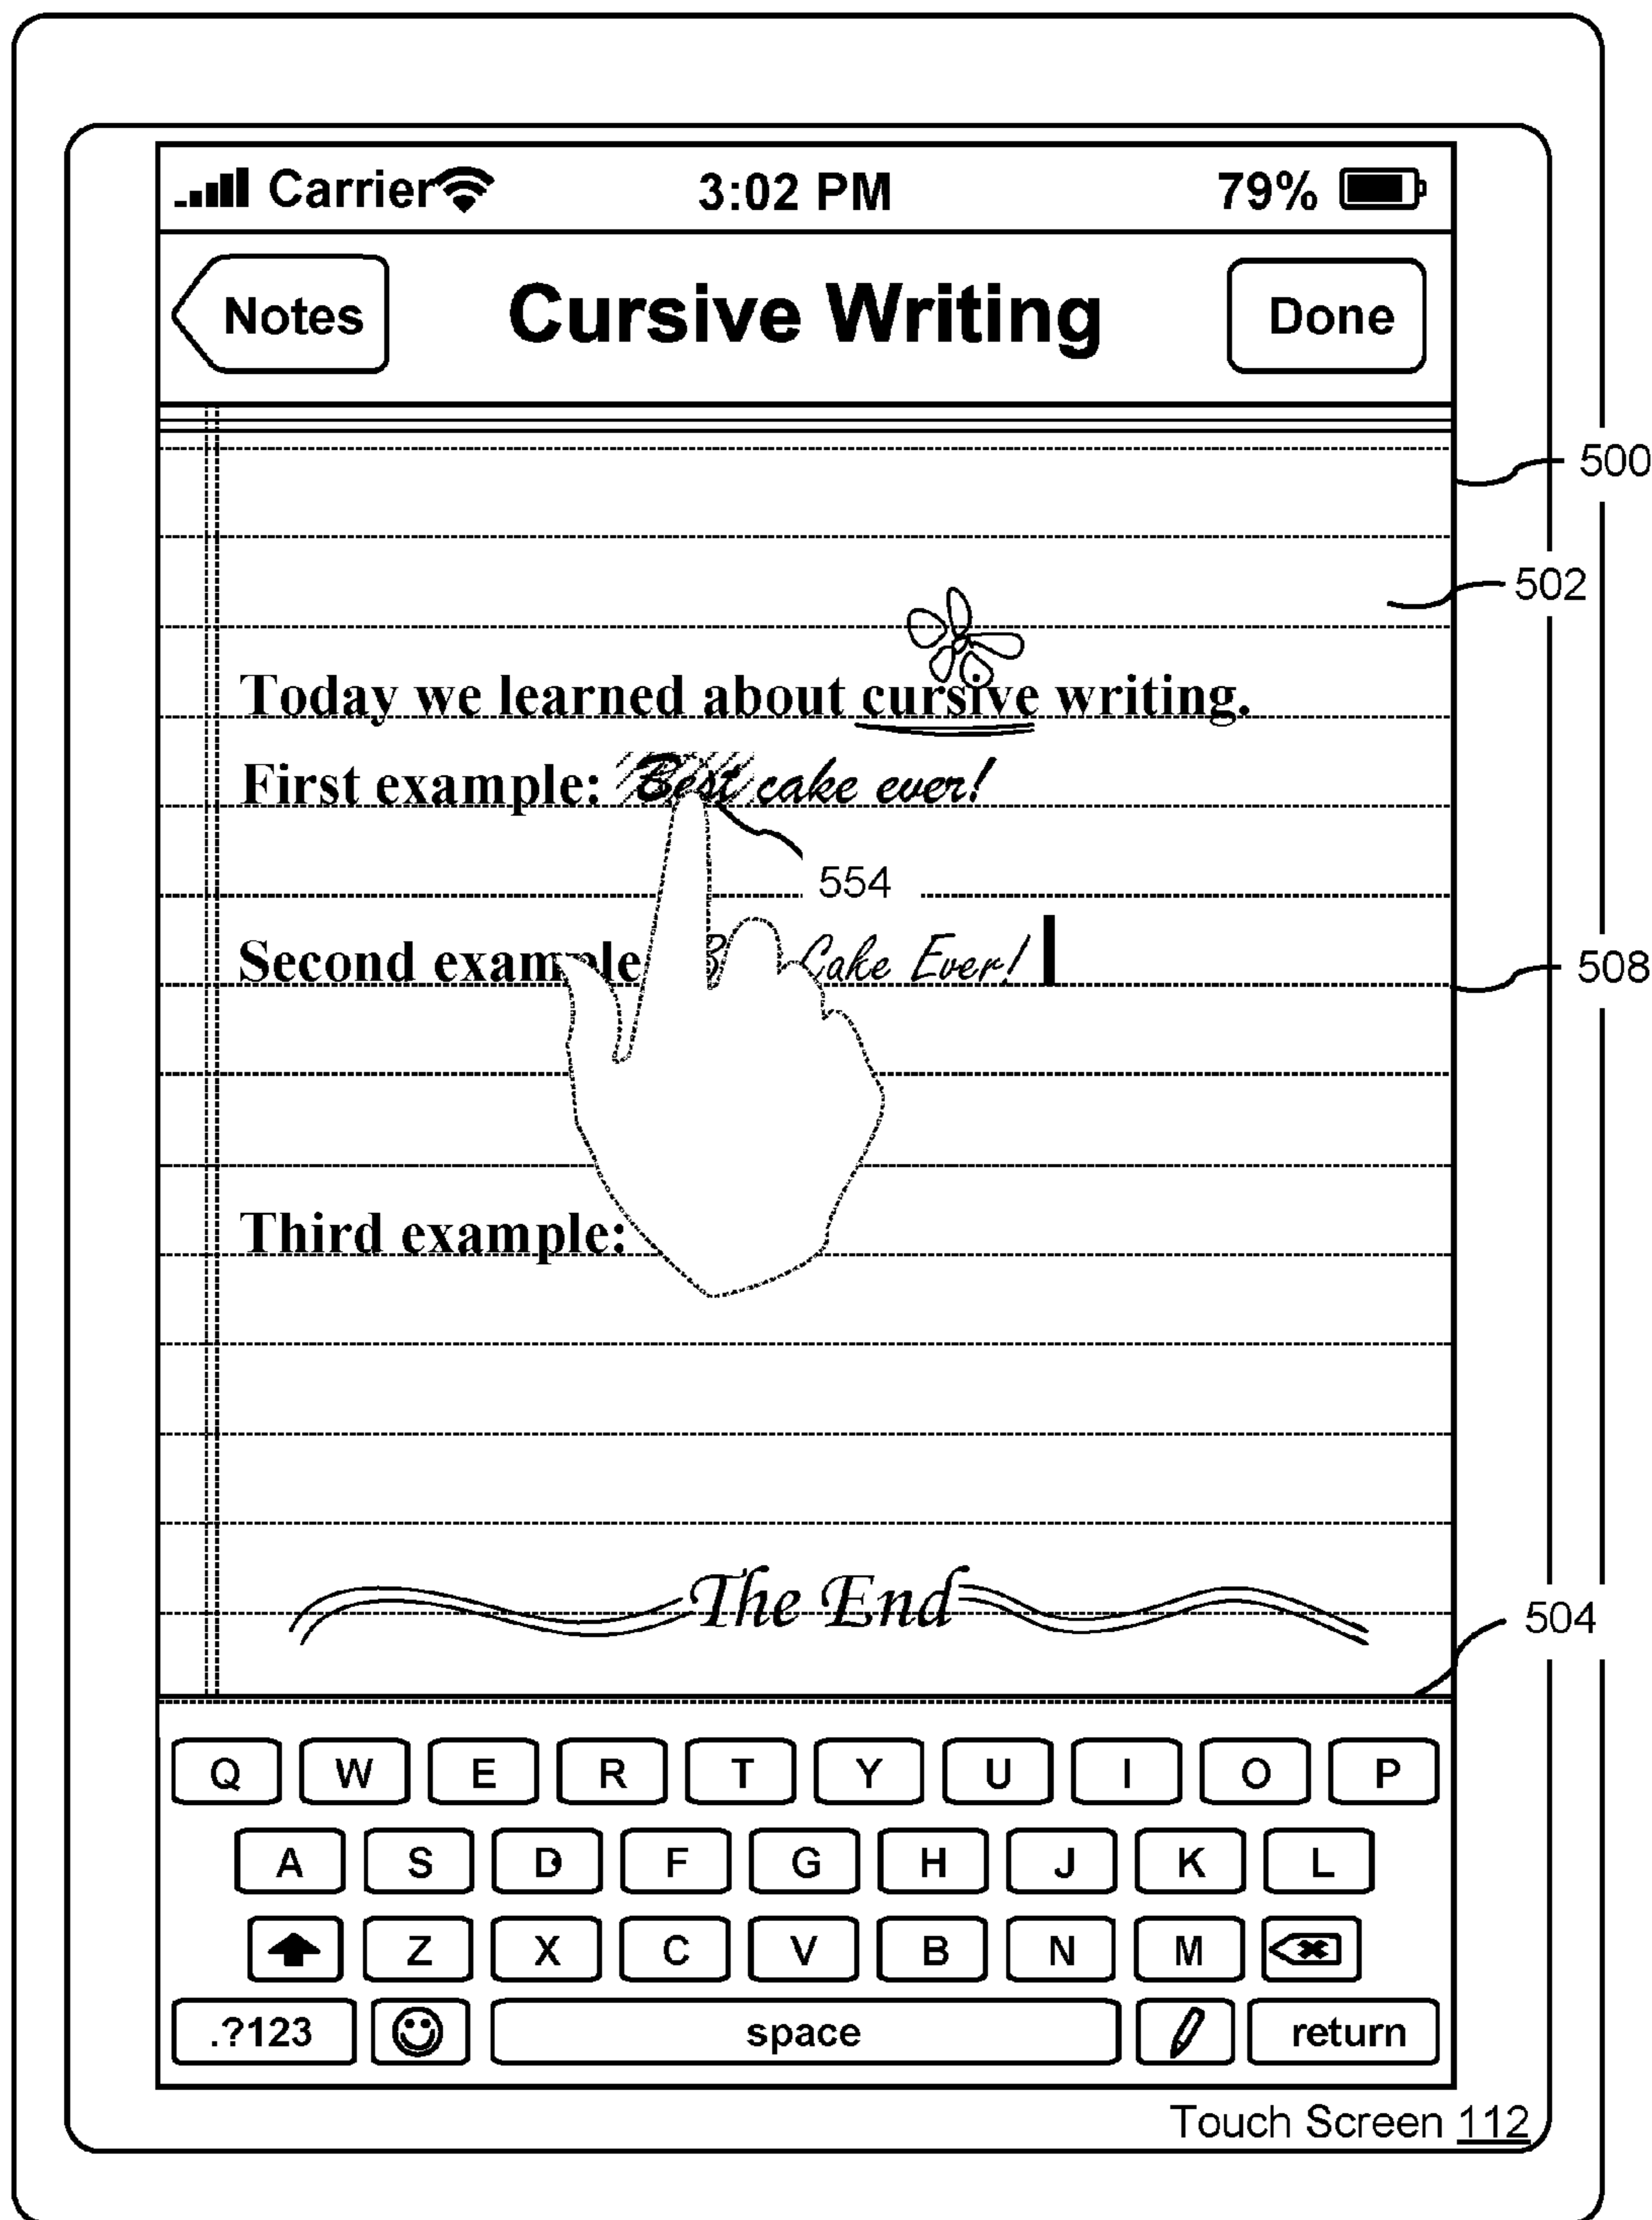 Carrier 3:02 PM 79%
Notes Cursive Writing Done
500
502
Today we learned about cursive writing.
First example: Best cake ever!
554
Second example Cake Ever!
508
Third example:
The End
504
Q W E R T Y U I O P
A S D F G H J K L
Z X C V B N M
.?123 space return
Touch Screen 112